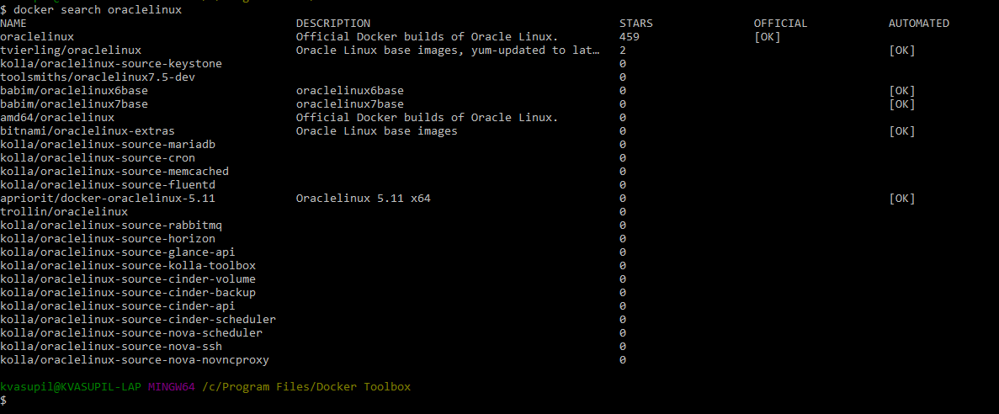 $ docker search oraclelinux
NAME DESCRIPTION STARS OFFICIAL AUTOMATED
oraclelinux Official Docker builds of Oracle Linux. 459 [OK]
tvierling/oraclelinux Oracle Linux base images, yum-updated to lat… 2 [OK]
kolla/oraclelinux-source-keystone 0
toolsmiths/oraclelinux7.5-dev 0
babim/oraclelinux6base oraclelinux6base 0 [OK]
babim/oraclelinux7base oraclelinux7base 0 [OK]
amd64/oraclelinux Official Docker builds of Oracle Linux. 0
bitnami/oraclelinux-extras Oracle Linux base images 0 [OK]
kolla/oraclelinux-source-mariadb 0
kolla/oraclelinux-source-cron 0
kolla/oraclelinux-source-memcached 0
kolla/oraclelinux-source-fluentd 0
apriorit/docker-oraclelinux-5.11 Oraclelinux 5.11 x64 0 [OK]
trollin/oraclelinux 0
kolla/oraclelinux-source-rabbitmq 0
kolla/oraclelinux-source-horizon 0
kolla/oraclelinux-source-glance-api 0
kolla/oraclelinux-source-kolla-toolbox 0
kolla/oraclelinux-source-cinder-volume 0
kolla/oraclelinux-source-cinder-backup 0
kolla/oraclelinux-source-cinder-api 0
kolla/oraclelinux-source-cinder-scheduler 0
kolla/oraclelinux-source-nova-scheduler 0
kolla/oraclelinux-source-nova-ssh 0
kolla/oraclelinux-source-nova-novncproxy 0
kvasupil@KVASUPIL-LAP MINGW64 /c/Program Files/Docker Toolbox
$